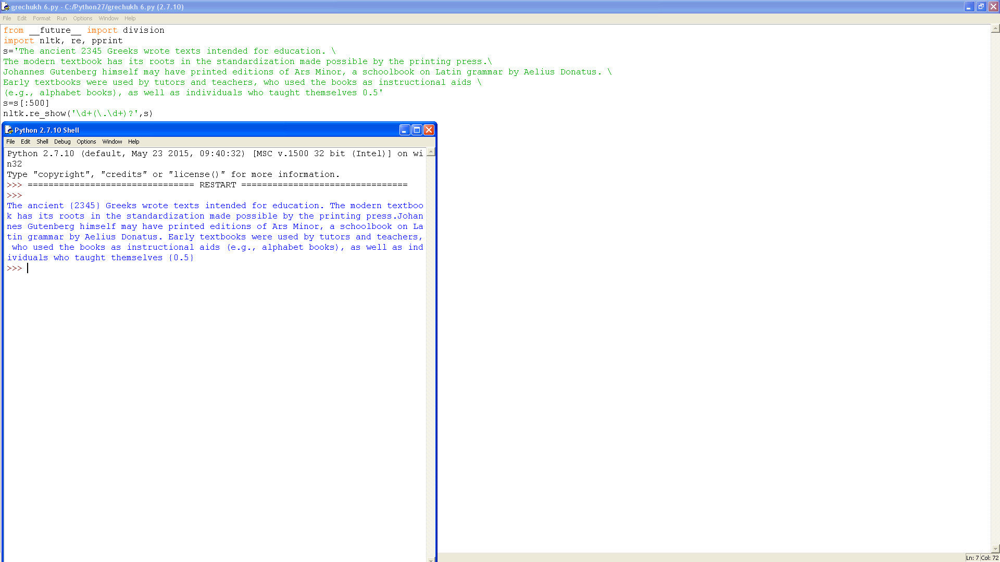 grechukh 6.py - C:/Python27/grechukh 6.py (2.7.10)
File Edit Format Run Options Window Help
from __future__ import division
import nltk, re, pprint
s='The ancient 2345 Greeks wrote texts intended for education. \
The modern textbook has its roots in the standardization made possible by the printing press.\
Johannes Gutenberg himself may have printed editions of Ars Minor, a schoolbook on Latin grammar by Aelius Donatus. \
Early textbooks were used by tutors and teachers, who used the books as instructional aids \
(e.g., alphabet books), as well as individuals who taught themselves 0.5'
s=s[:500]
nltk.re_show('\d+(\.\d+)?',s)
Python 2.7.10 Shell
File Edit Shell Debug Options Window Help
Python 2.7.10 (default, May 23 2015, 09:40:32) [MSC v.1500 32 bit (Intel)] on wi
n32
Type "copyright", "credits" or "license()" for more information.
>>> ================================ RESTART ================================
>>>
The ancient {2345} Greeks wrote texts intended for education. The modern textboo
k has its roots in the standardization made possible by the printing press.Johan
nes Gutenberg himself may have printed editions of Ars Minor, a schoolbook on La
tin grammar by Aelius Donatus. Early textbooks were used by tutors and teachers,
 who used the books as instructional aids (e.g., alphabet books), as well as ind
ividuals who taught themselves {0.5}
>>>
Ln: 7 Col: 72